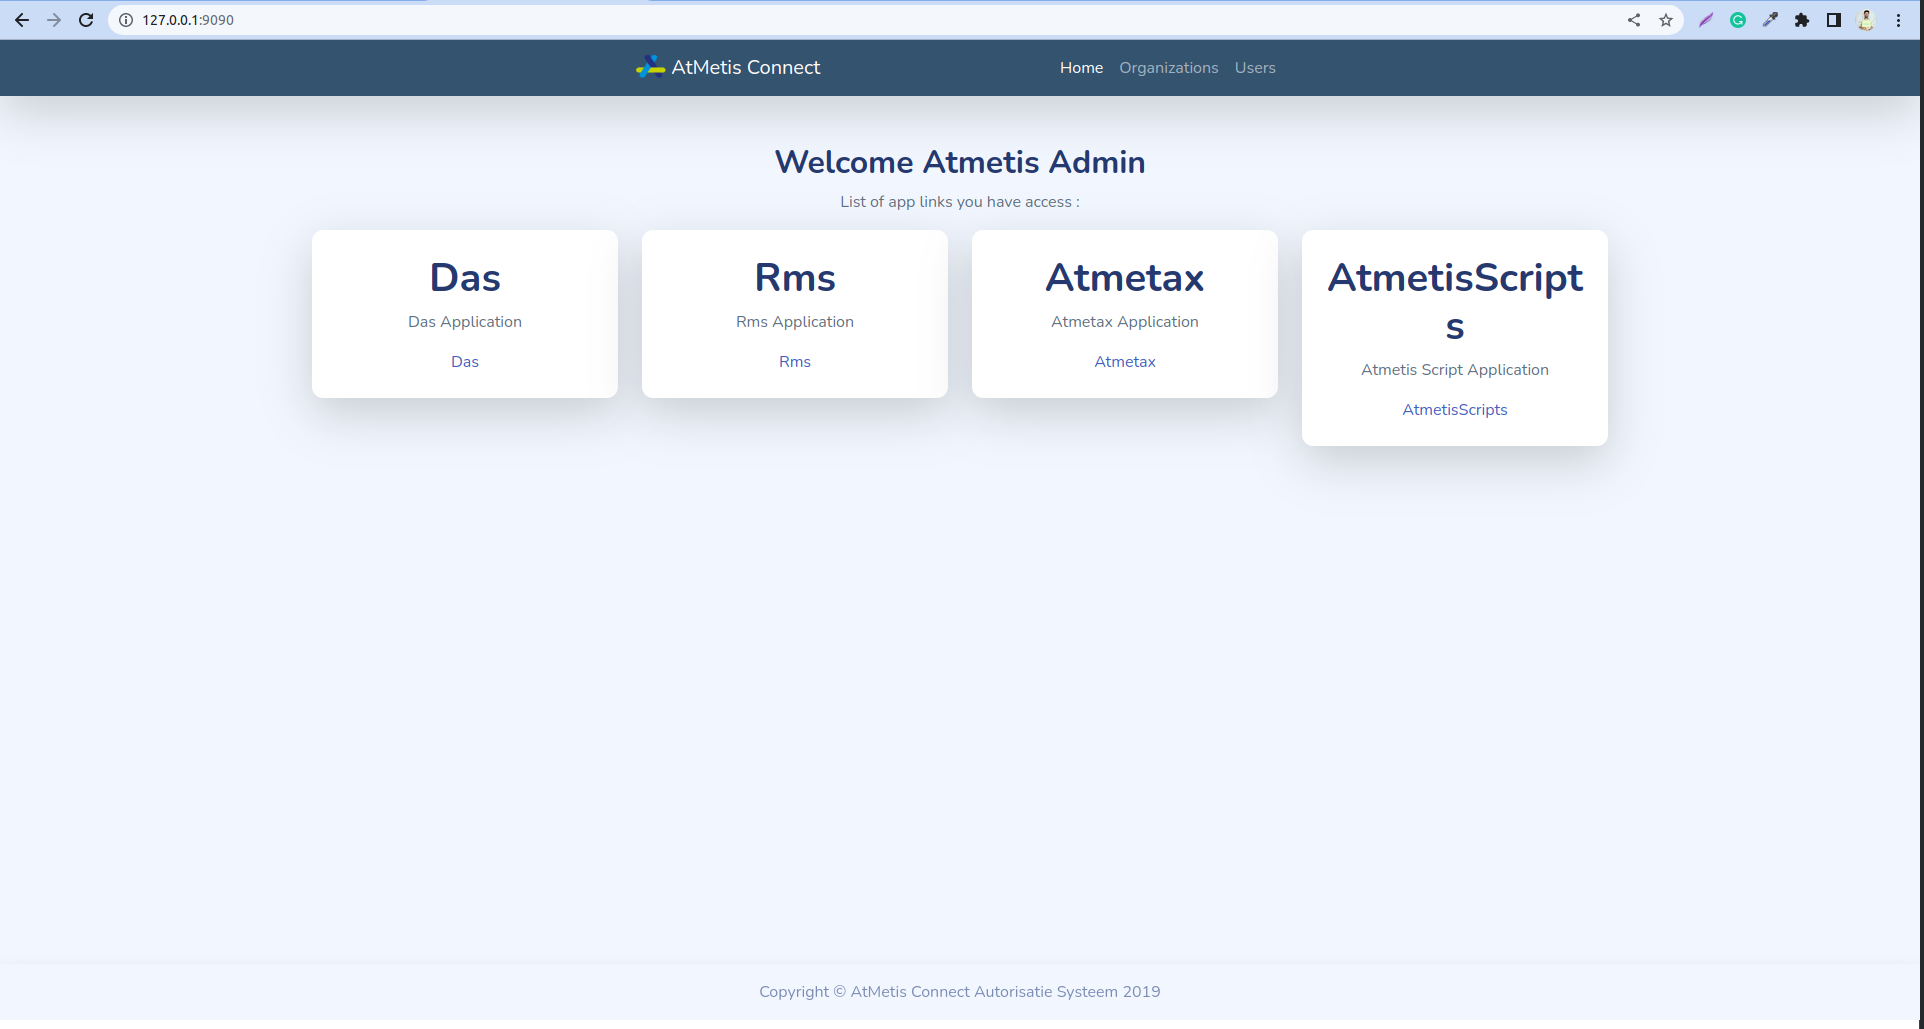 127.0.0.1:9090
AtMetis Connect
Home Organizations Users
Welcome Atmetis Admin
List of app links you have access :
Das
Das Application
Das
Rms
Rms Application
Rms
Atmetax
Atmetax Application
Atmetax
AtmetisScript
s
Atmetis Script Application
AtmetisScripts
Copyright © AtMetis Connect Autorisatie Systeem 2019